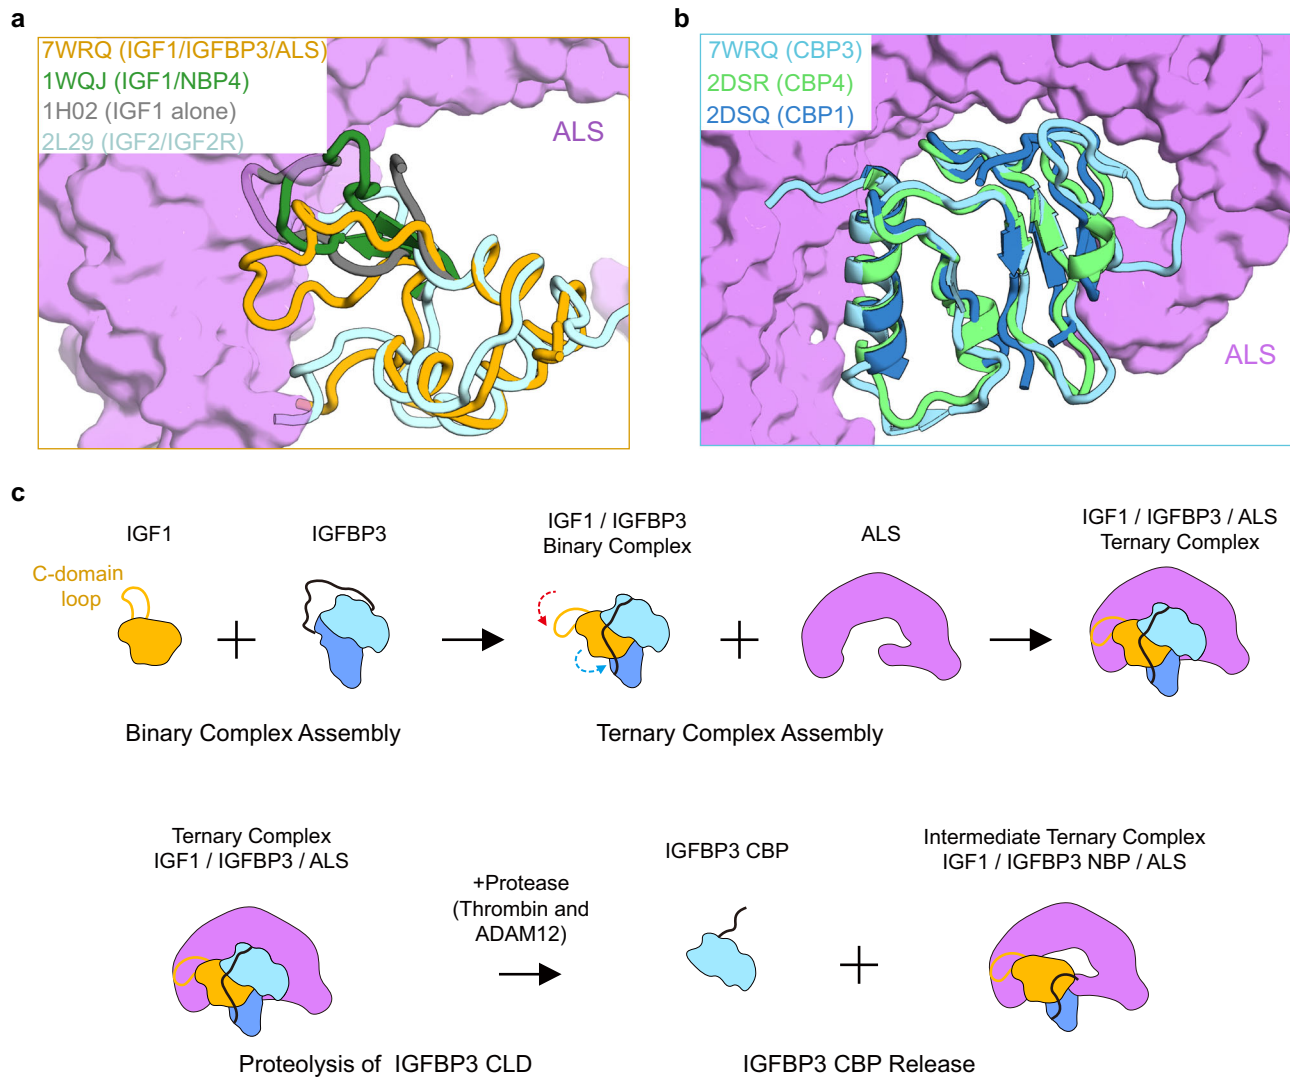 a
7WRQ (IGF1/IGFBP3/ALS)
1WQJ (IGF1/NBP4)
1H02 (IGF1 alone)
2L29 (IGF2/IGF2R)
ALS
b
7WRQ (CBP3)
2DSR (CBP4)
2DSQ (CBP1)
ALS
c
IGF1
IGFBP3
IGF1 / IGFBP3
Binary Complex
ALS
IGF1 / IGFBP3 / ALS
Ternary Complex
C-domain
loop
Binary Complex Assembly
Ternary Complex Assembly
Ternary Complex
IGF1 / IGFBP3 / ALS
+Protease
(Thrombin and
ADAM12)
IGFBP3 CBP
Intermediate Ternary Complex
IGF1 / IGFBP3 NBP / ALS
Proteolysis of IGFBP3 CLD
IGFBP3 CBP Release